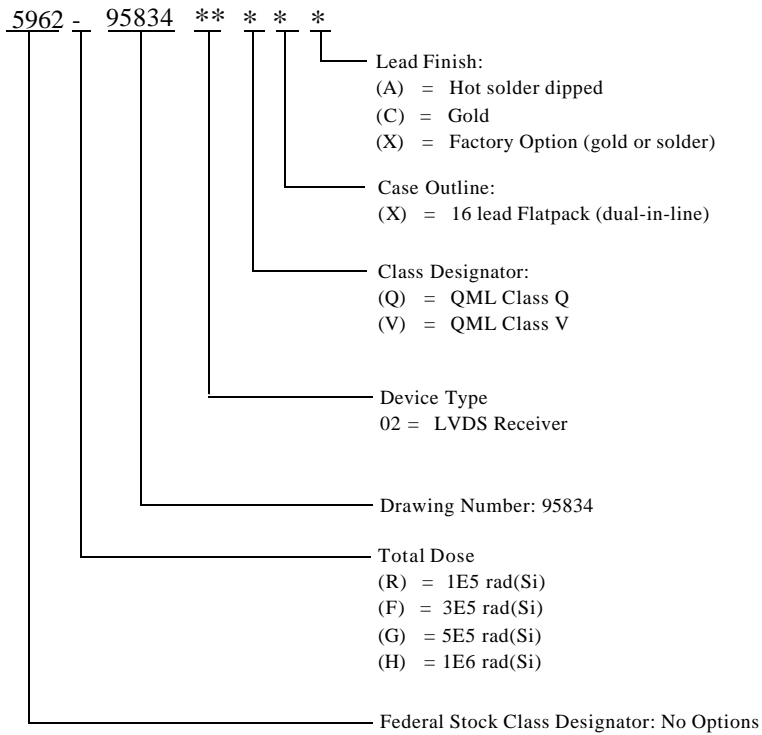 5962 - 95834 ** * * *
Lead Finish:
(A) = Hot solder dipped
(C) = Gold
(X) = Factory Option (gold or solder)
Case Outline:
(X) = 16 lead Flatpack (dual-in-line)
Class Designator:
(Q) = QML Class Q
(V) = QML Class V
Device Type
02 = LVDS Receiver
Drawing Number: 95834
Total Dose
(R) = 1E5 rad(Si)
(F) = 3E5 rad(Si)
(G) = 5E5 rad(Si)
(H) = 1E6 rad(Si)
Federal Stock Class Designator: No Options